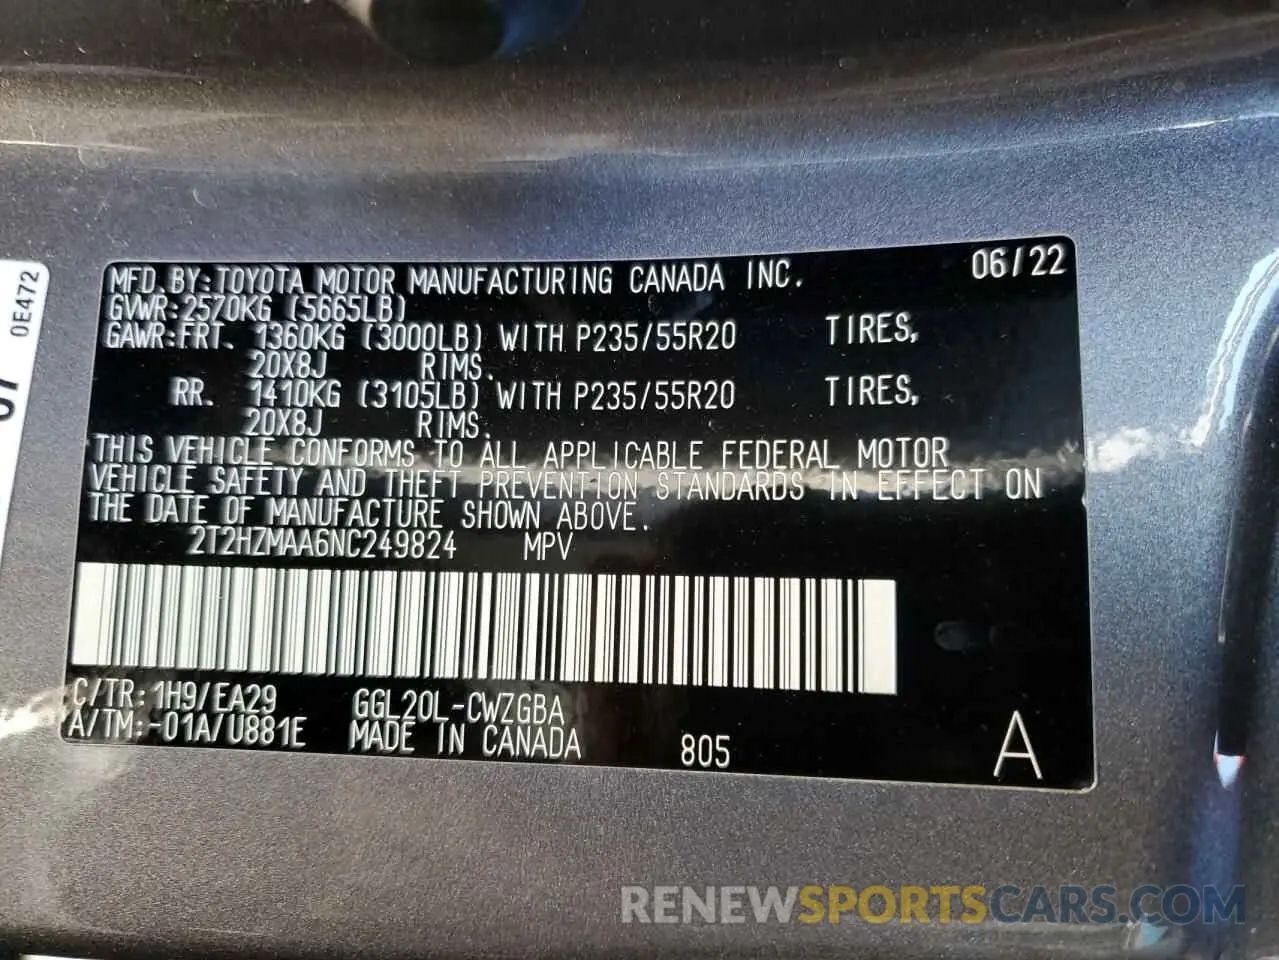 MFD.BY:TOYOTA MOTOR MANUFACTURING CANADA INC. 06/22
GVWR:2570KG (5665LB)
GAWR:FRT. 1360KG (3000LB) WITH P235/55R20 TIRES,
20X8J RIMS.
RR. 1410KG (3105LB) WITH P235/55R20 TIRES,
20X8J RIMS.
THIS VEHICLE CONFORMS TO ALL APPLICABLE FEDERAL MOTOR
VEHICLE SAFETY AND THEFT PREVENTION STANDARDS IN EFFECT ON
THE DATE OF MANUFACTURE SHOWN ABOVE.
2T2HZMAA6NC249824 MPV
C/TR:1H9/EA29 GGL20L-CWZGBA
A/TM:-01A/U881E MADE IN CANADA 805 A
0E472
RENEWSPORTSCARS.COM